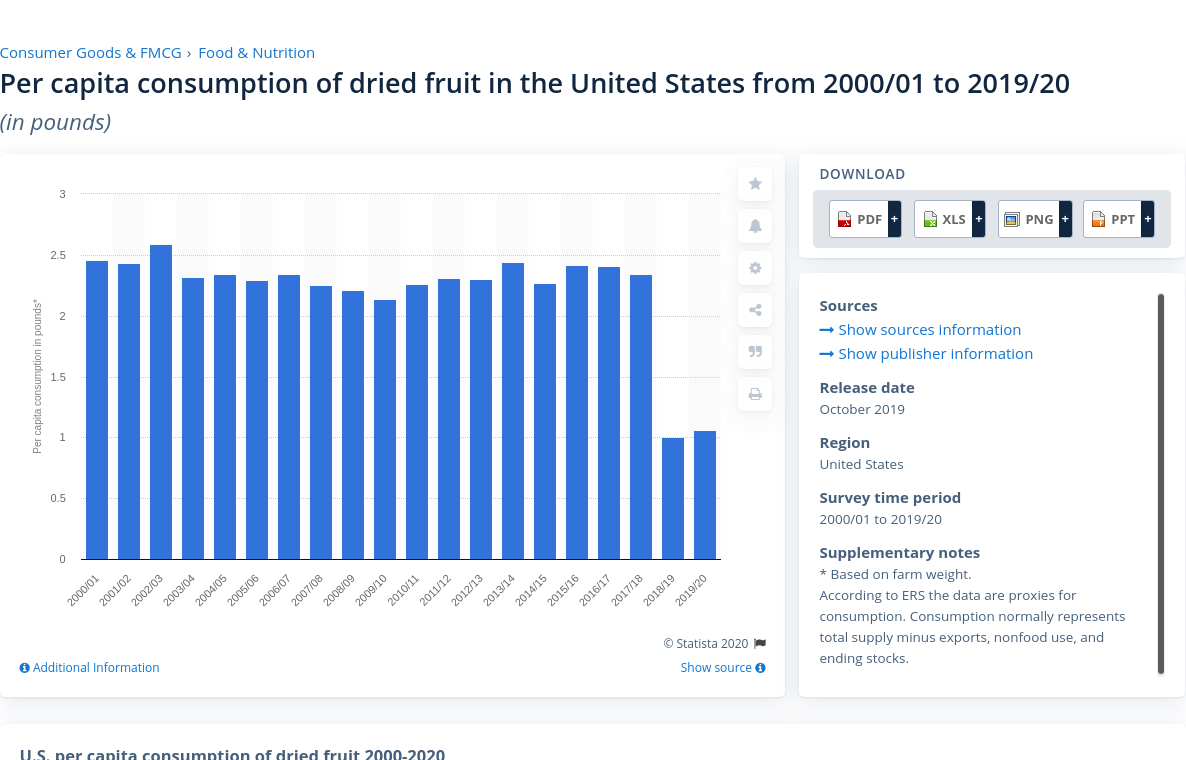 Consumer Goods & FMCG › Food & Nutrition
Per capita consumption of dried fruit in the United States from 2000/01 to 2019/20
(in pounds)
Per capita consumption in pounds*
3
2.5
2
1.5
1
0.5
0
2000/01
2001/02
2002/03
2003/04
2004/05
2005/06
2006/07
2007/08
2008/09
2009/10
2010/11
2011/12
2012/13
2013/14
2014/15
2015/16
2016/17
2017/18
2018/19
2019/20
© Statista 2020
Additional Information
Show source
DOWNLOAD
PDF + XLS + PNG + PPT +
Sources
Show sources information
Show publisher information
Release date
October 2019
Region
United States
Survey time period
2000/01 to 2019/20
Supplementary notes
* Based on farm weight.
According to ERS the data are proxies for
consumption. Consumption normally represents
total supply minus exports, nonfood use, and
ending stocks.
U.S. per capita consumption of dried fruit 2000-2020